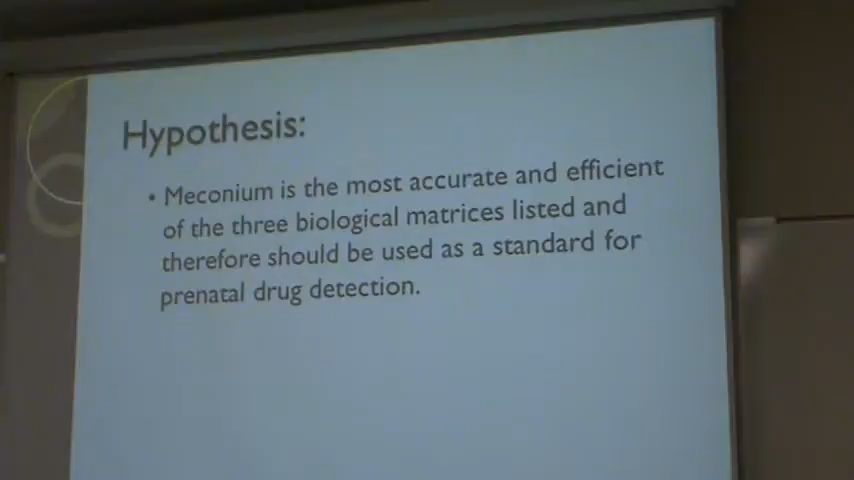 Hypothesis:
• Meconium is the most accurate and efficient
of the three biological matrices listed and
therefore should be used as a standard for
prenatal drug detection.